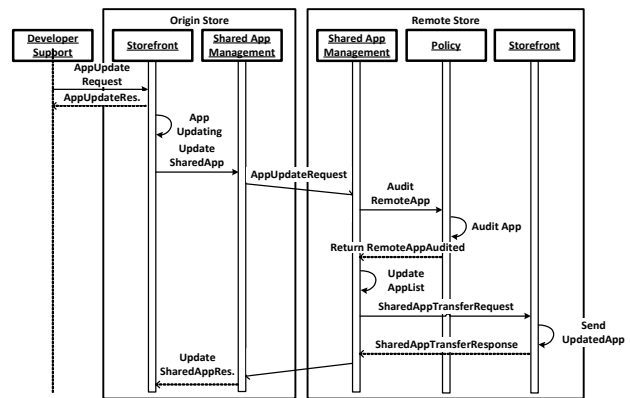 Origin Store
Remote Store
Developer
Support
Storefront
Shared App
Management
Shared App
Management
Policy
Storefront
AppUpdate
Request
AppUpdateRes.
App
Updating
Update
SharedApp
AppUpdateRequest
Audit
RemoteApp
Audit App
Return RemoteAppAudited
Update
AppList
SharedAppTransferRequest
Send
UpdatedApp
SharedAppTransferResponse
Update
SharedAppRes.